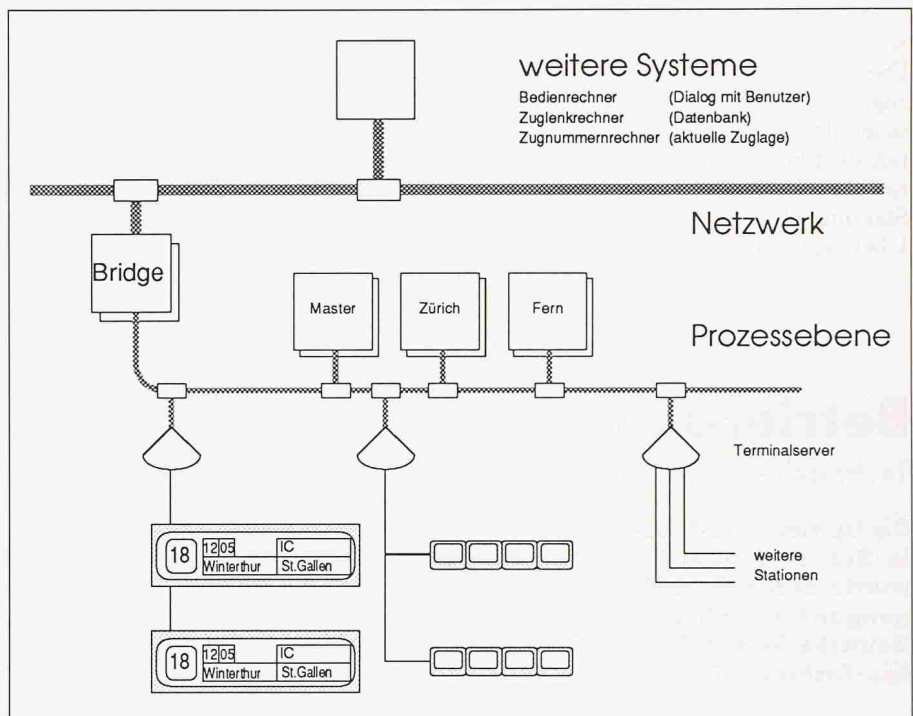 weitere Systeme
Bedienrechner (Dialog mit Benutzer)
Zuglenkrechner (Datenbank)
Zugnummernrechner (aktuelle Zuglage)
Netzwerk
Bridge
Master
Zürich
Fern
Prozessebene
Terminalserver
18
12 05
IC
Winterthur
St.Gallen
weitere
Stationen
18
12 05
IC
Winterthur
St.Gallen